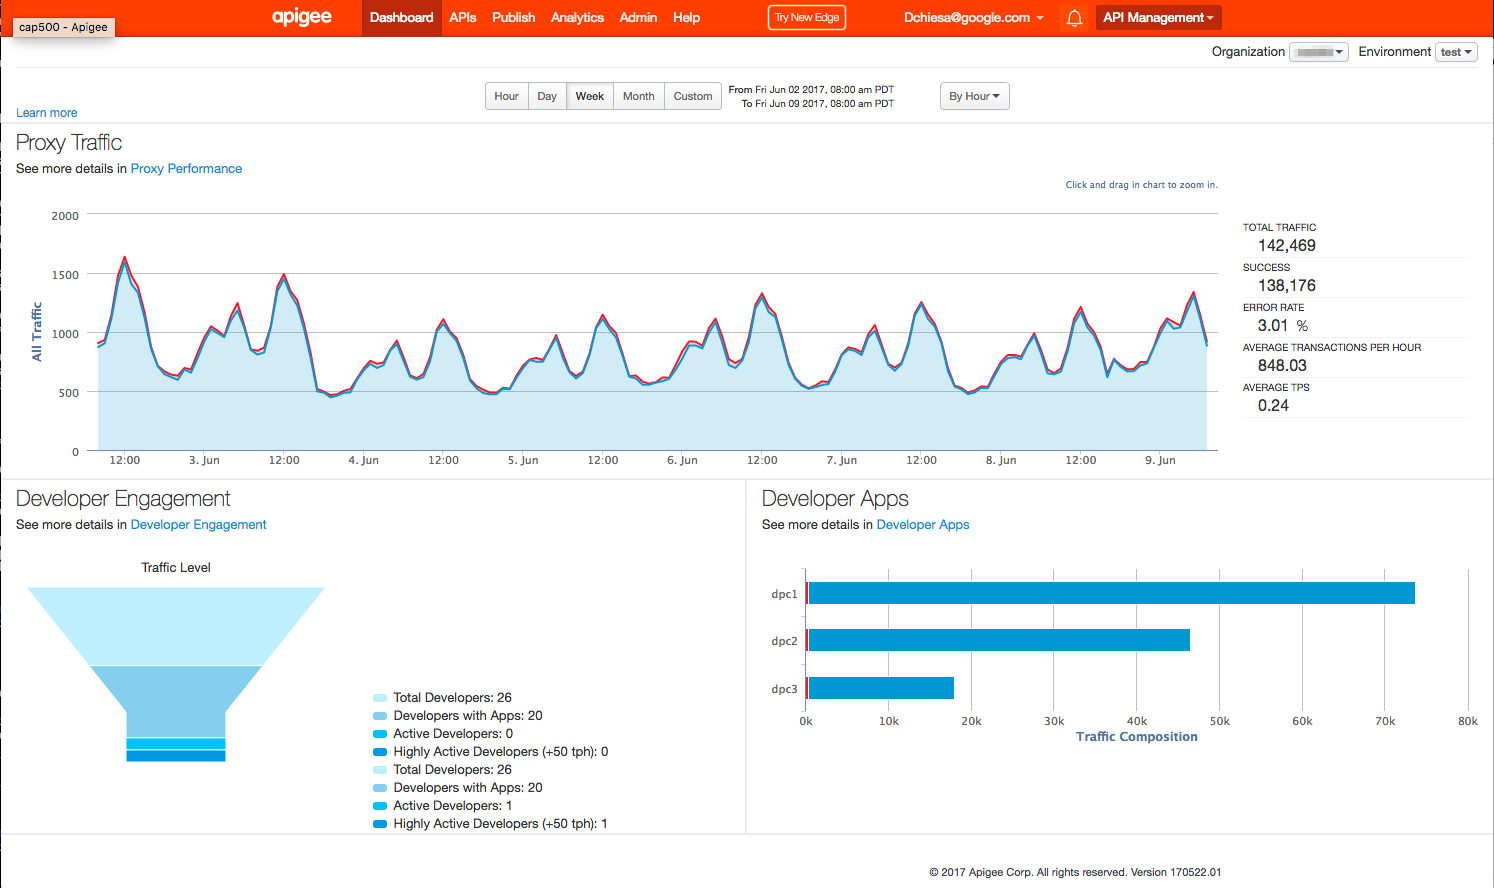 apigee Dashboard APIs Publish Analytics Admin Help Try New Edge Dchiesa@google.com API Management
cap500 - Apigee
Organization Environment test
Hour Day Week Month Custom From Fri Jun 02 2017, 08:00 am PDT By Hour
To Fri Jun 09 2017, 08:00 am PDT
Learn more
Proxy Traffic
See more details in Proxy Performance
Click and drag in chart to zoom in.
All Traffic
2000
1500
1000
500
0
12:00 3. Jun 12:00 4. Jun 12:00 5. Jun 12:00 6. Jun 12:00 7. Jun 12:00 8. Jun 12:00 9. Jun
TOTAL TRAFFIC
142,469
SUCCESS
138,176
ERROR RATE
3.01 %
AVERAGE TRANSACTIONS PER HOUR
848.03
AVERAGE TPS
0.24
Developer Engagement
See more details in Developer Engagement
Traffic Level
Total Developers: 26
Developers with Apps: 20
Active Developers: 0
Highly Active Developers (+50 tph): 0
Total Developers: 26
Developers with Apps: 20
Active Developers: 1
Highly Active Developers (+50 tph): 1
Developer Apps
See more details in Developer Apps
dpc1
dpc2
dpc3
0k 10k 20k 30k 40k 50k 60k 70k 80k
Traffic Composition
© 2017 Apigee Corp. All rights reserved. Version 170522.01